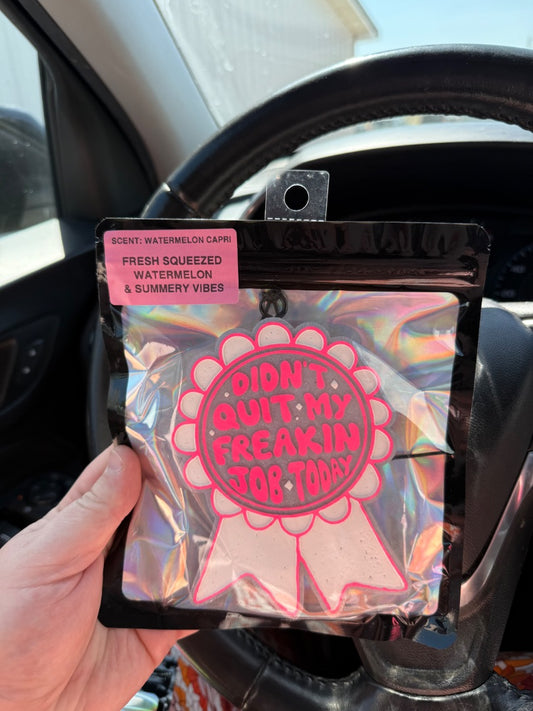 SCENT: WATERMELON CAPRI
FRESH SQUEEZED
WATERMELON
& SUMMERY VIBES
DIDN'T
QUIT MY
FREAKIN
JOB TODAY